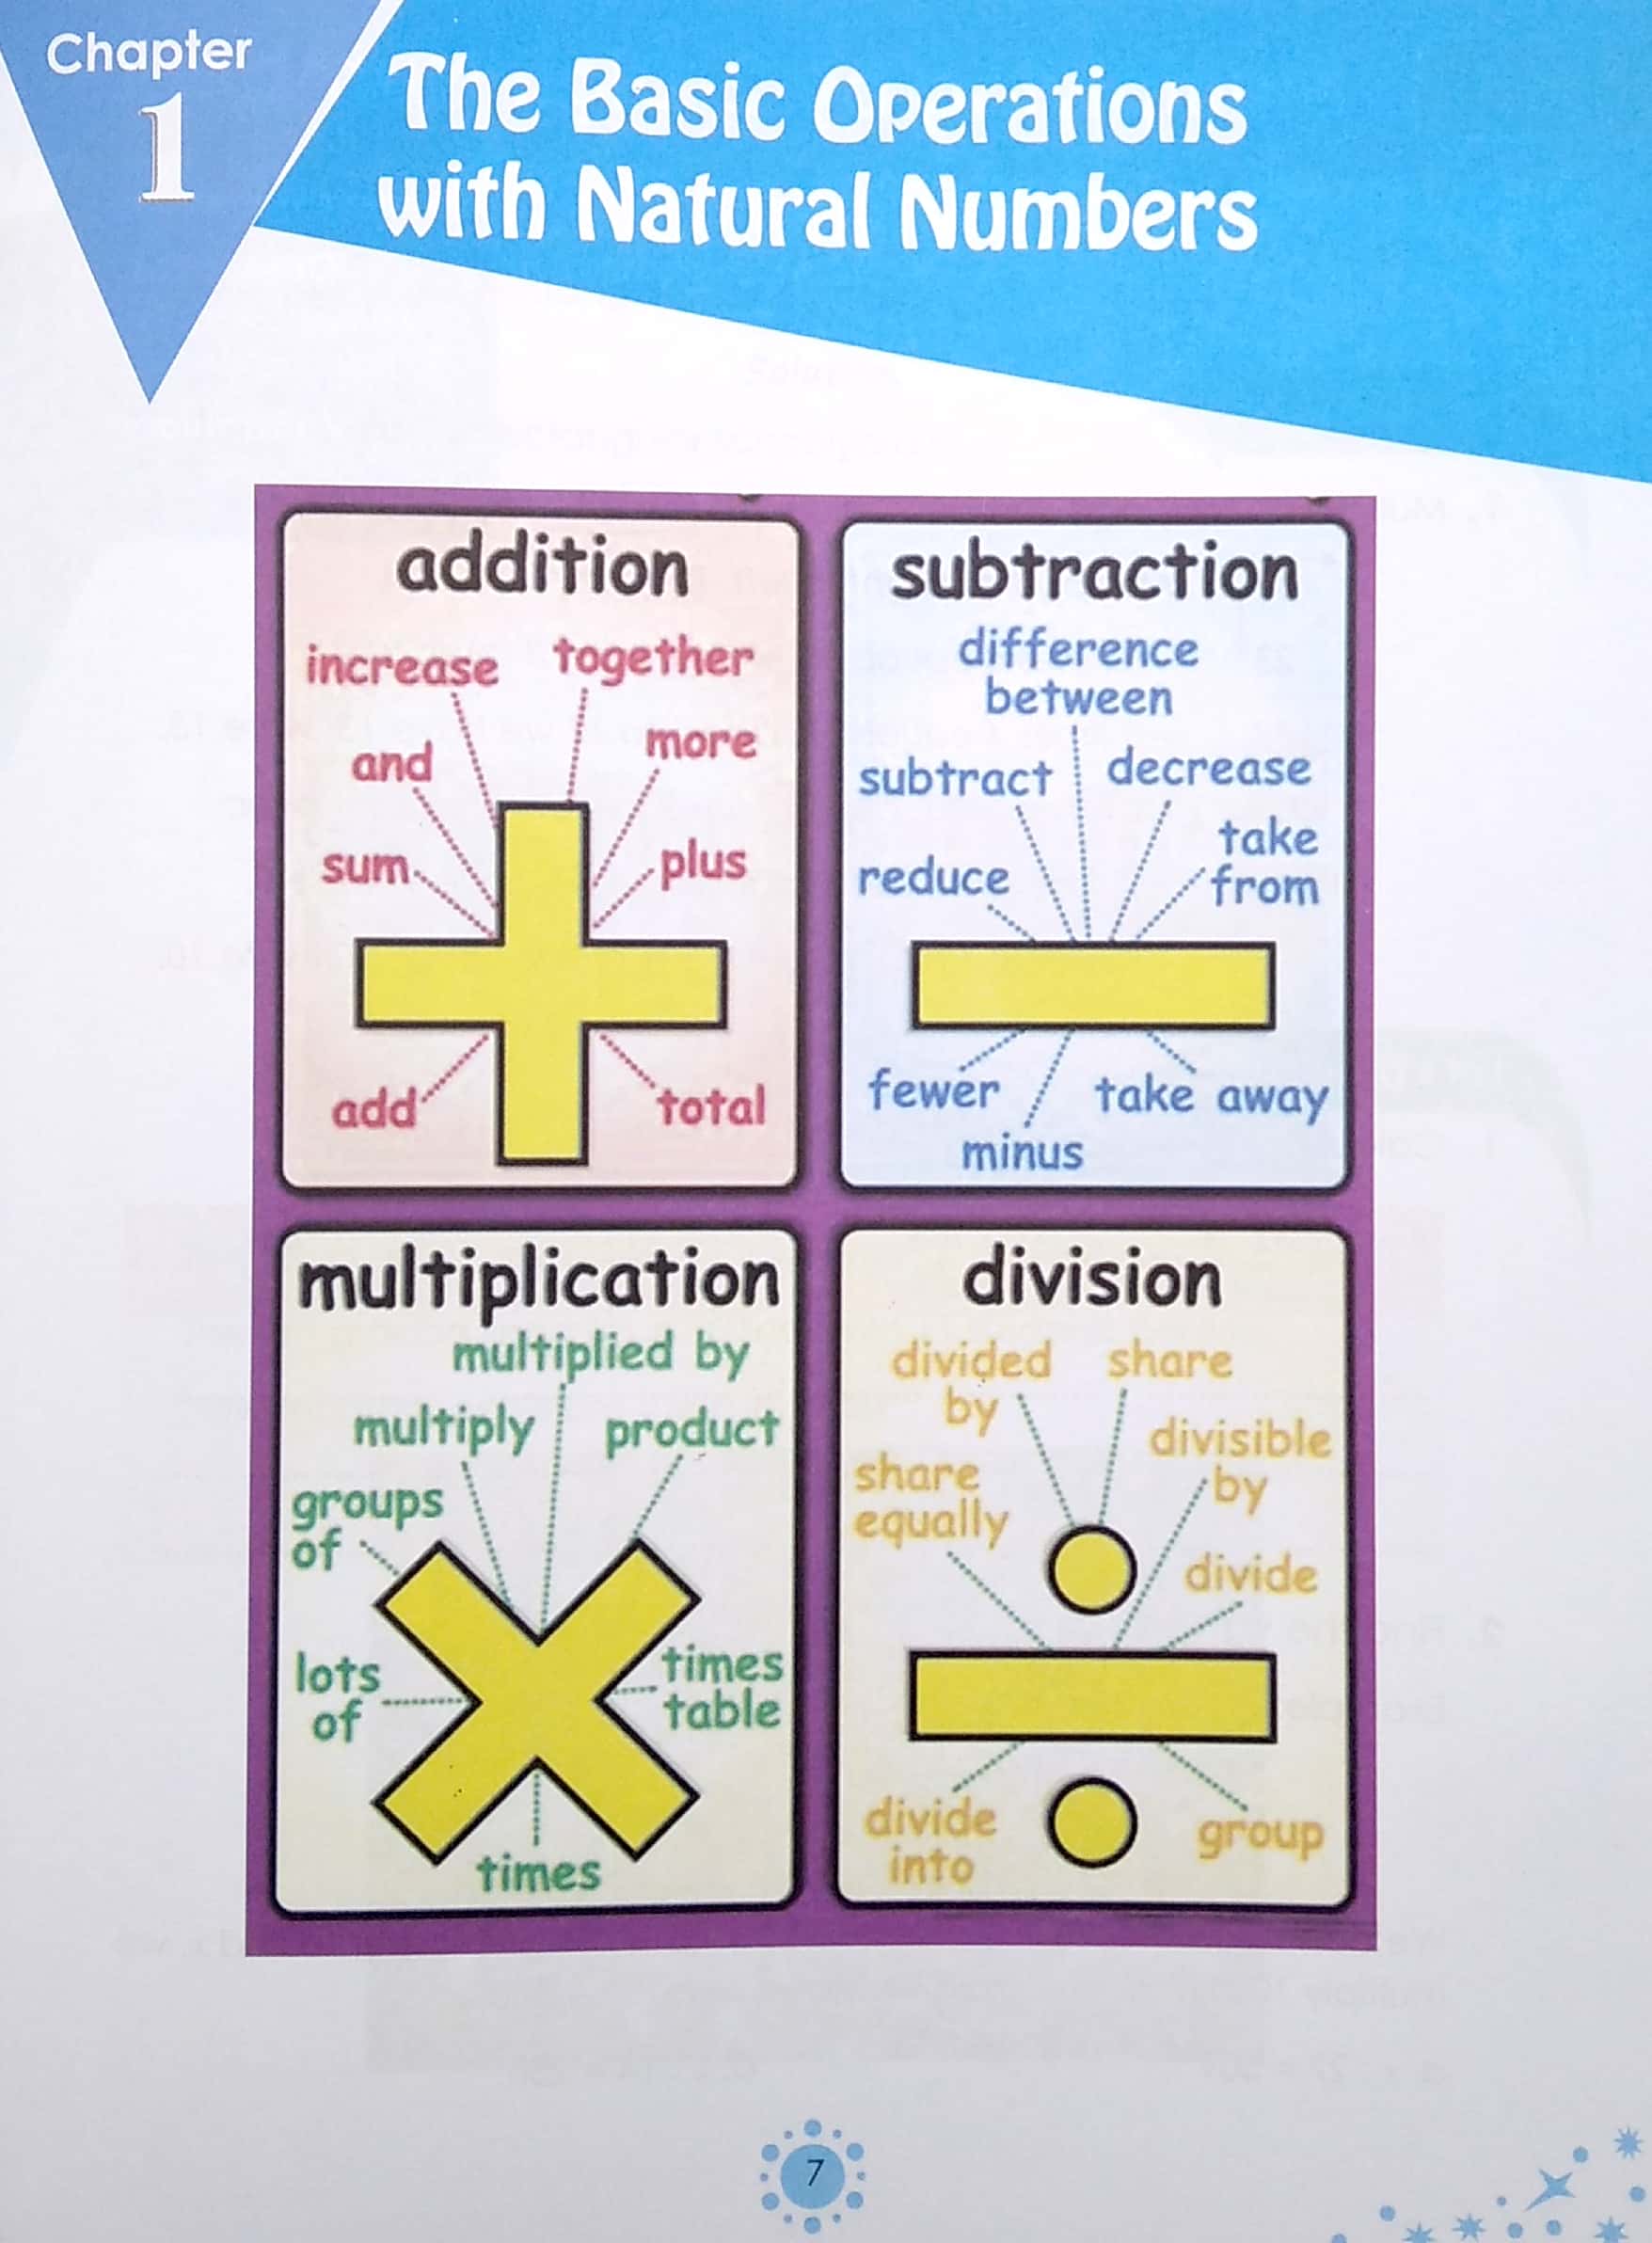 Chapter
1
The Basic Operations
with Natural Numbers
addition
increase
together
and
more
sum
plus
add
total
subtraction
difference
between
subtract
decrease
reduce
take
from
fewer
take away
minus
multiplication
multiplied by
multiply
product
groups
of
lots
of
times
table
times
division
divided
by
share
share
equally
divisible
by
divide
divide
into
group
7